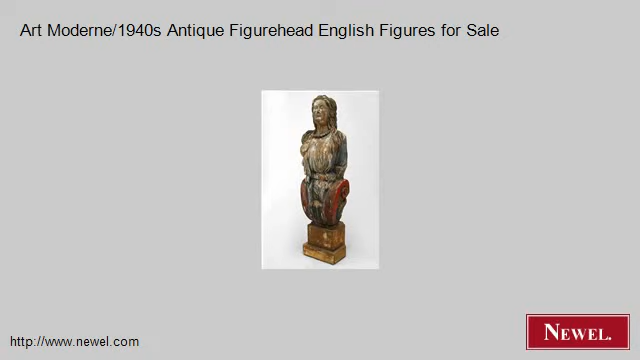 Art Moderne/1940s Antique Figurehead English Figures for Sale
NEWEL.
http://www.newel.com